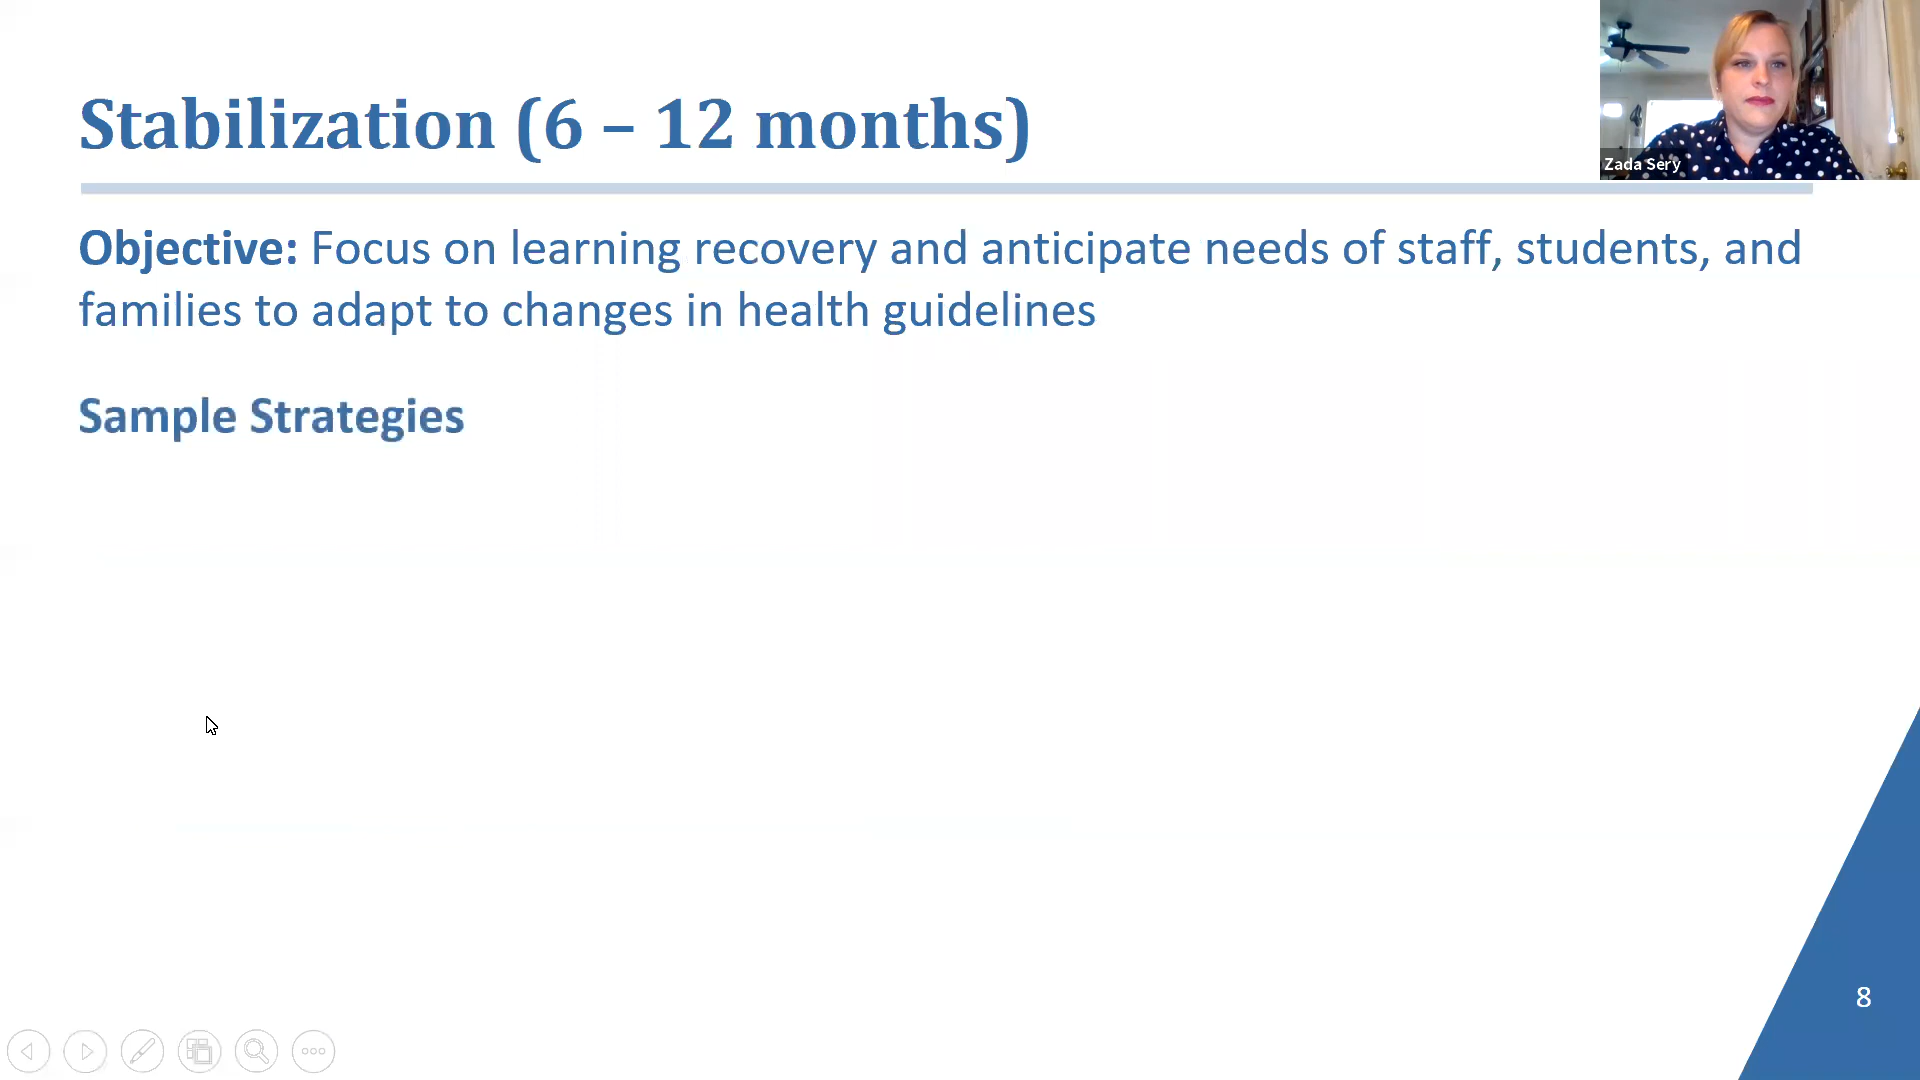 Stabilization (6 – 12 months)
Zada Sery
Objective: Focus on learning recovery and anticipate needs of staff, students, and
families to adapt to changes in health guidelines
Sample Strategies
8